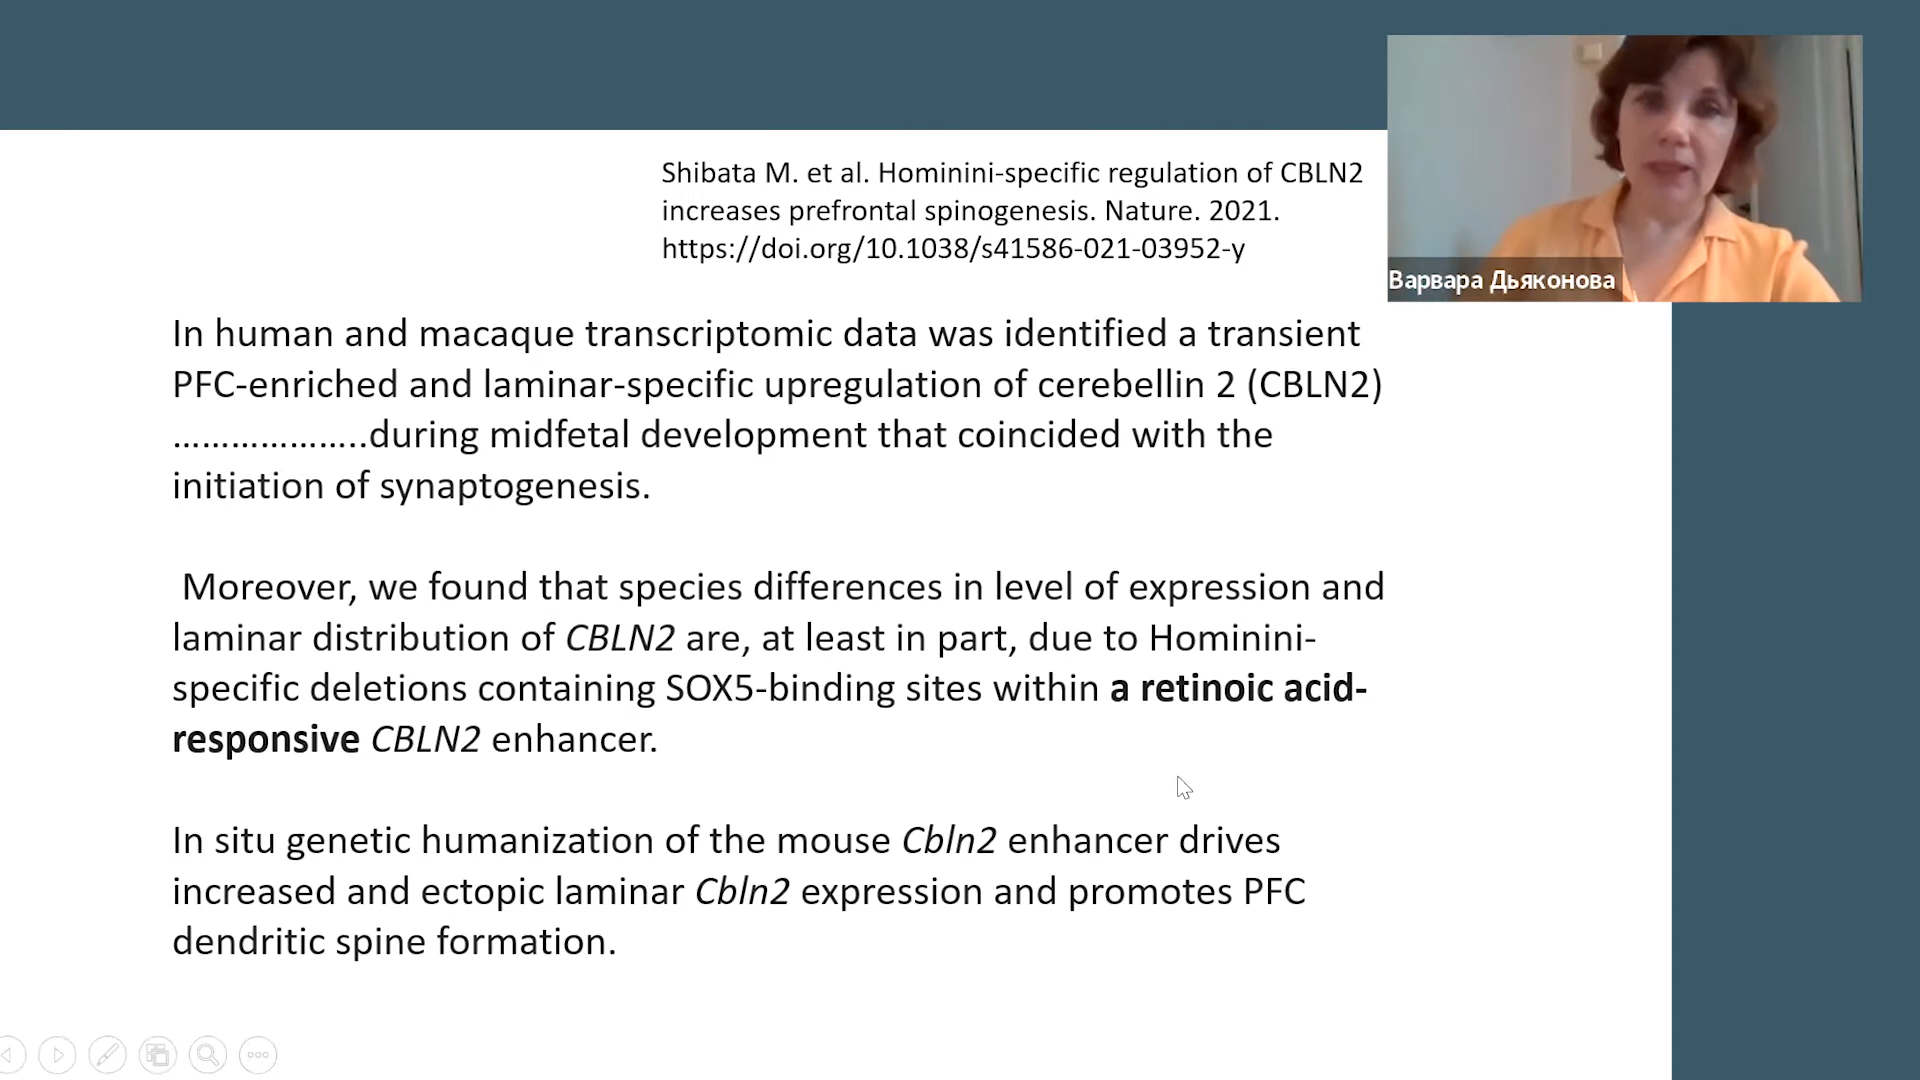 Shibata M. et al. Hominini-specific regulation of CBLN2
increases prefrontal spinogenesis. Nature. 2021.
https://doi.org/10.1038/s41586-021-03952-y
Варвара Дьяконова
In human and macaque transcriptomic data was identified a transient
PFC-enriched and laminar-specific upregulation of cerebellin 2 (CBLN2)
………………..during midfetal development that coincided with the
initiation of synaptogenesis.
Moreover, we found that species differences in level of expression and
laminar distribution of CBLN2 are, at least in part, due to Hominini-
specific deletions containing SOX5-binding sites within a retinoic acid-
responsive CBLN2 enhancer.
In situ genetic humanization of the mouse Cbln2 enhancer drives
increased and ectopic laminar Cbln2 expression and promotes PFC
dendritic spine formation.